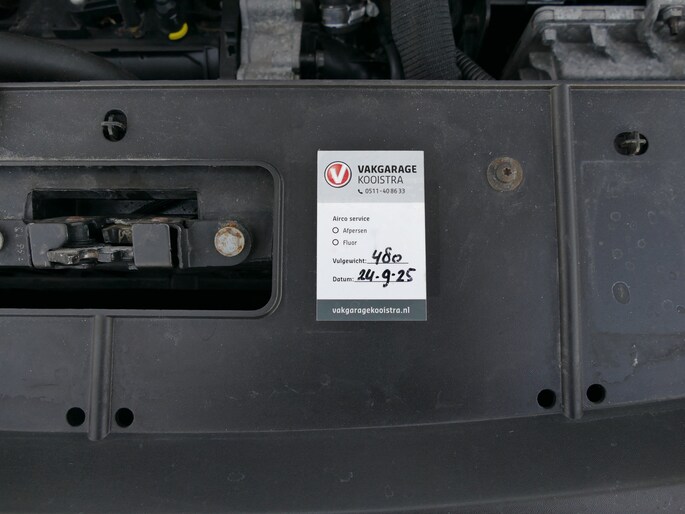 V VAKGARAGE
KOOISTRA
0511-40 86 33
Airco service
Afpersen
Fluor
Vulgewicht: 480
Datum: 24-9-25
vakgaragekooistra.nl